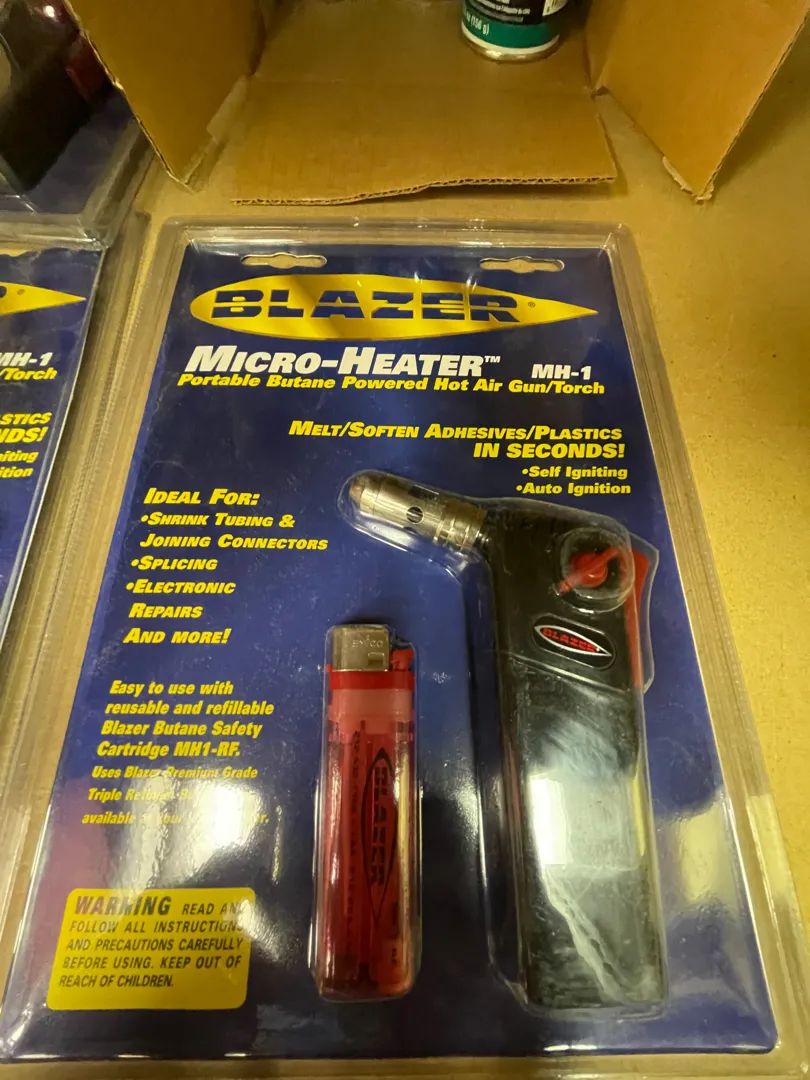 (156 g)
BLAZER®
MICRO-HEATER™ MH-1
Portable Butane Powered Hot Air Gun/Torch
MELT/SOFTEN ADHESIVES/PLASTICS
IN SECONDS!
•Self Igniting
•Auto Ignition
IDEAL FOR:
•SHRINK TUBING &
JOINING CONNECTORS
•SPLICING
•ELECTRONIC
REPAIRS
AND MORE!
BLAZER
BLAZER
Easy to use with
reusable and refillable
Blazer Butane Safety
Cartridge MH1-RF.
Uses Blazer Premium Grade
Triple
available
WARNING READ AND
FOLLOW ALL INSTRUCTIONS
AND PRECAUTIONS CAREFULLY
BEFORE USING. KEEP OUT OF
REACH OF CHILDREN.
MH-1
/Torch